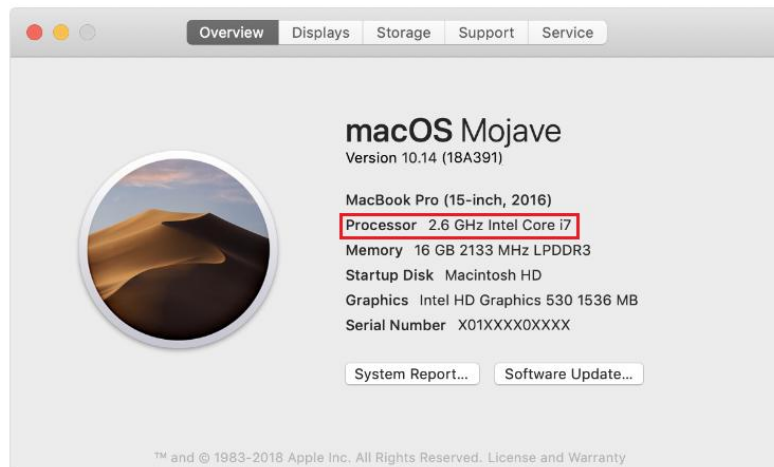 Overview Displays Storage Support Service
macOS Mojave
Version 10.14 (18A391)
MacBook Pro (15-inch, 2016)
Processor 2.6 GHz Intel Core i7
Memory 16 GB 2133 MHz LPDDR3
Startup Disk Macintosh HD
Graphics Intel HD Graphics 530 1536 MB
Serial Number X01XXXX0XXXX
System Report... Software Update...
™ and © 1983-2018 Apple Inc. All Rights Reserved. License and Warranty